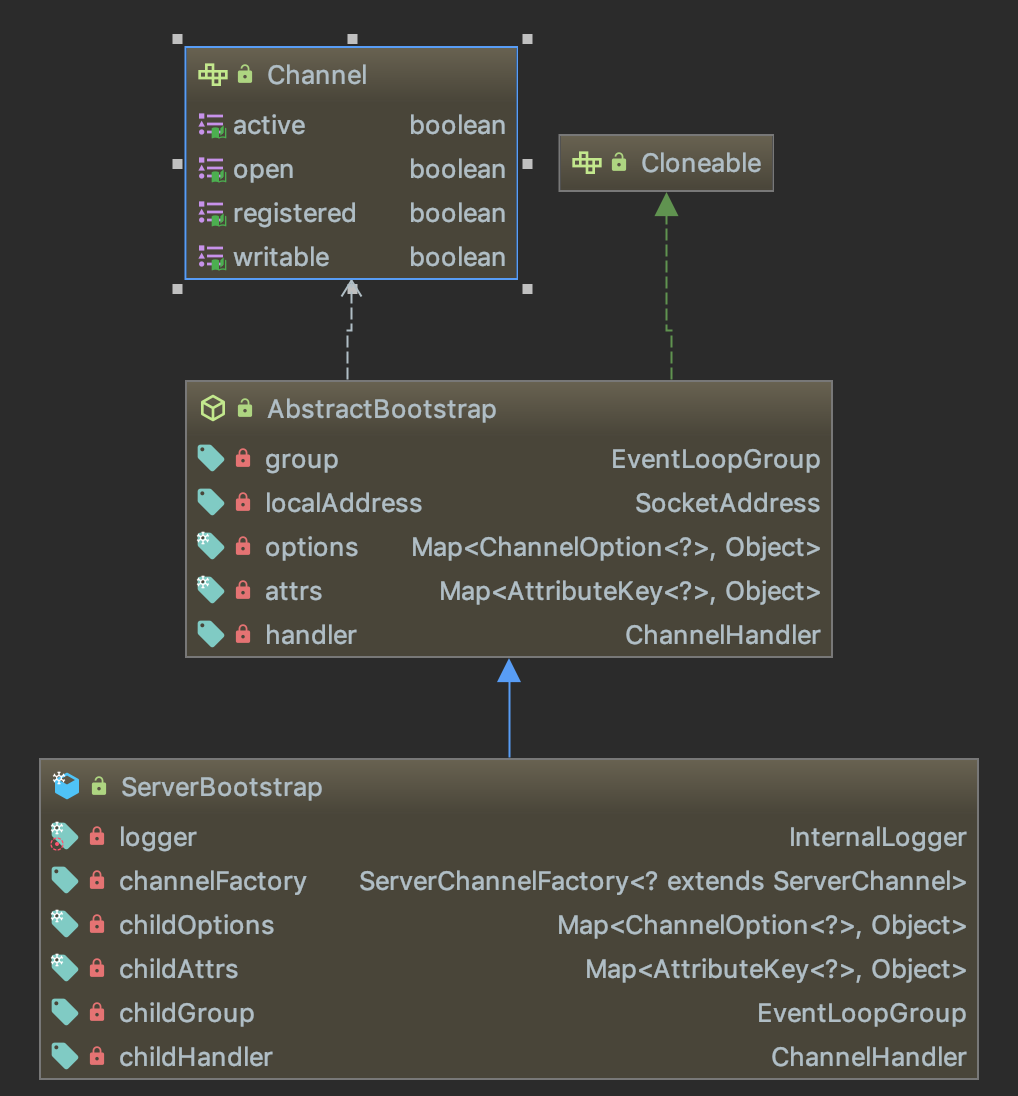 Channel
active boolean
open boolean
registered boolean
writable boolean
Cloneable
AbstractBootstrap
group EventLoopGroup
localAddress SocketAddress
options Map<ChannelOption<?>, Object>
attrs Map<AttributeKey<?>, Object>
handler ChannelHandler
ServerBootstrap
logger InternalLogger
channelFactory ServerChannelFactory<? extends ServerChannel>
childOptions Map<ChannelOption<?>, Object>
childAttrs Map<AttributeKey<?>, Object>
childGroup EventLoopGroup
childHandler ChannelHandler